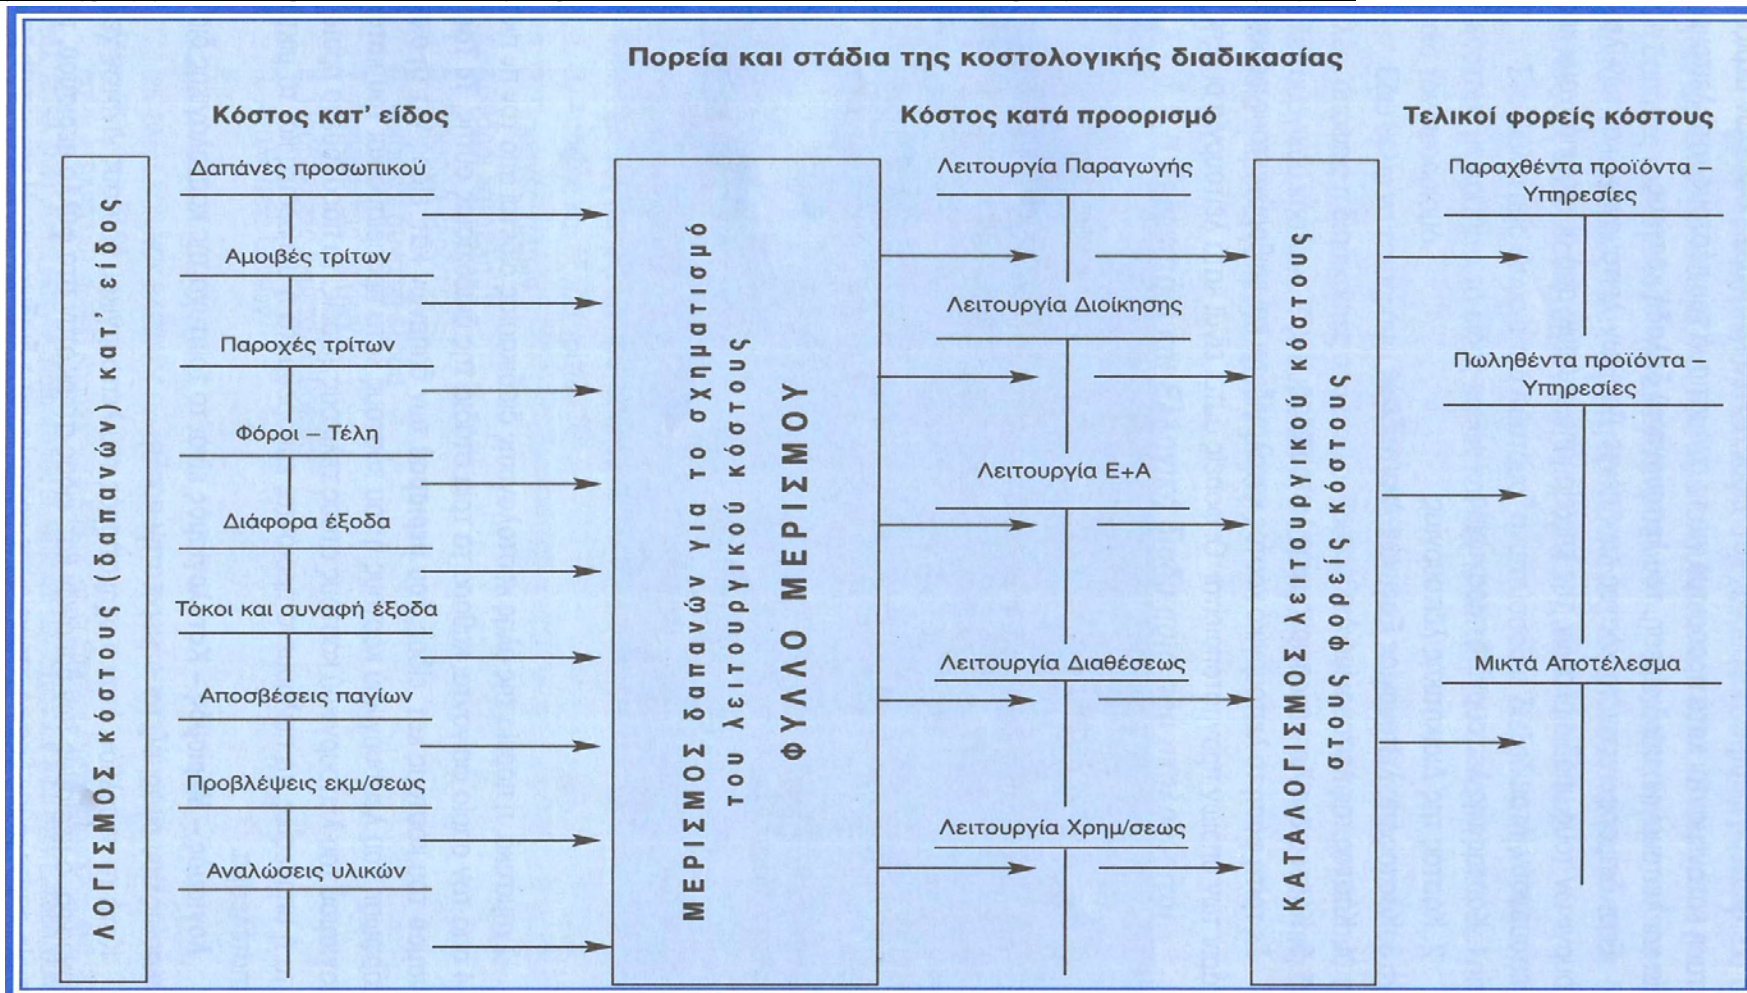 Πορεία και στάδια της κοστολογικής διαδικασίας
Κόστος κατ' είδος
Κόστος κατά προορισμό
Τελικοί φορείς κόστους
ΛΟΓΙΣΜΟΣ κόστους (δαπανών) κατ' είδος
Δαπάνες προσωπικού
Αμοιβές τρίτων
Παροχές τρίτων
Φόροι – Τέλη
Διάφορα έξοδα
Τόκοι και συναφή έξοδα
Αποσβέσεις παγίων
Προβλέψεις εκμ/σεως
Αναλώσεις υλικών
ΜΕΡΙΣΜΟΣ δαπανών για το σχηματισμό
του λειτουργικού κόστους
ΦΥΛΛΟ ΜΕΡΙΣΜΟΥ
Λειτουργία Παραγωγής
Λειτουργία Διοίκησης
Λειτουργία Ε+Α
Λειτουργία Διαθέσεως
Λειτουργία Χρημ/σεως
ΚΑΤΑΛΟΓΙΣΜΟΣ λειτουργικού κόστους
στους φορείς κόστους
Παραχθέντα προϊόντα –
Υπηρεσίες
Πωληθέντα προϊόντα –
Υπηρεσίες
Μικτά Αποτέλεσμα